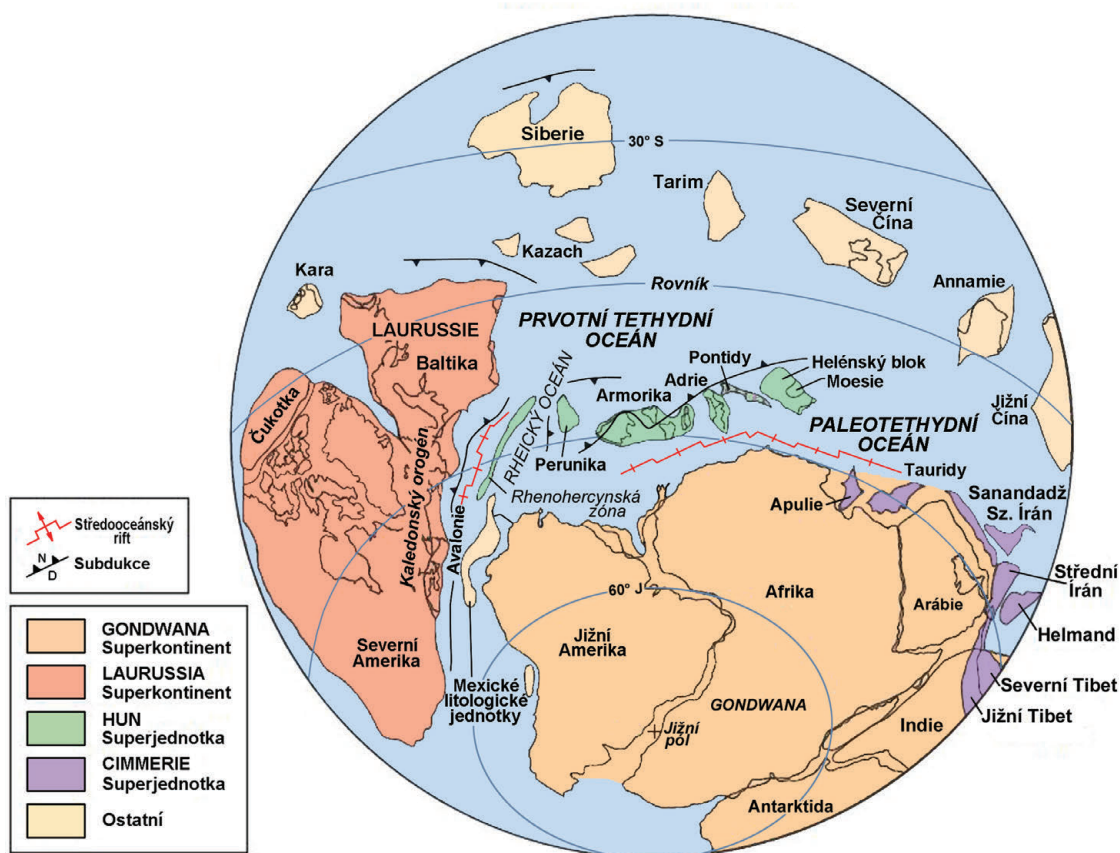 Siberie
30° S
Tarim
Severní
Čína
Kazach
Kara
Rovník
Annamie
LAURUSSIE
Baltika
PRVOTNÍ TETHYDNÍ
OCEÁN
Pontidy
Helénský blok
Moesie
Adrie
Armorika
Čukotka
RHEICKÝ OCEÁN
Jižní
Čína
PALEOTETHYDNÍ
OCEÁN
Perunika
Tauridy
Rhenohercynská
zóna
Apulie
Sanandadž
Sz. Írán
Kaledonský orogén
Avalonie
Střední
Írán
60° J
Afrika
Arábie
Helmand
Jižní
Amerika
Severní
Amerika
Mexické
litologické
jednotky
GONDWANA
Severní Tibet
Jižní Tibet
Indie
Jižní
pól
Antarktida
Středooceánský
rift
N
D
Subdukce
GONDWANA
Superkontinent
LAURUSSIA
Superkontinent
HUN
Superjednotka
CIMMERIE
Superjednotka
Ostatní